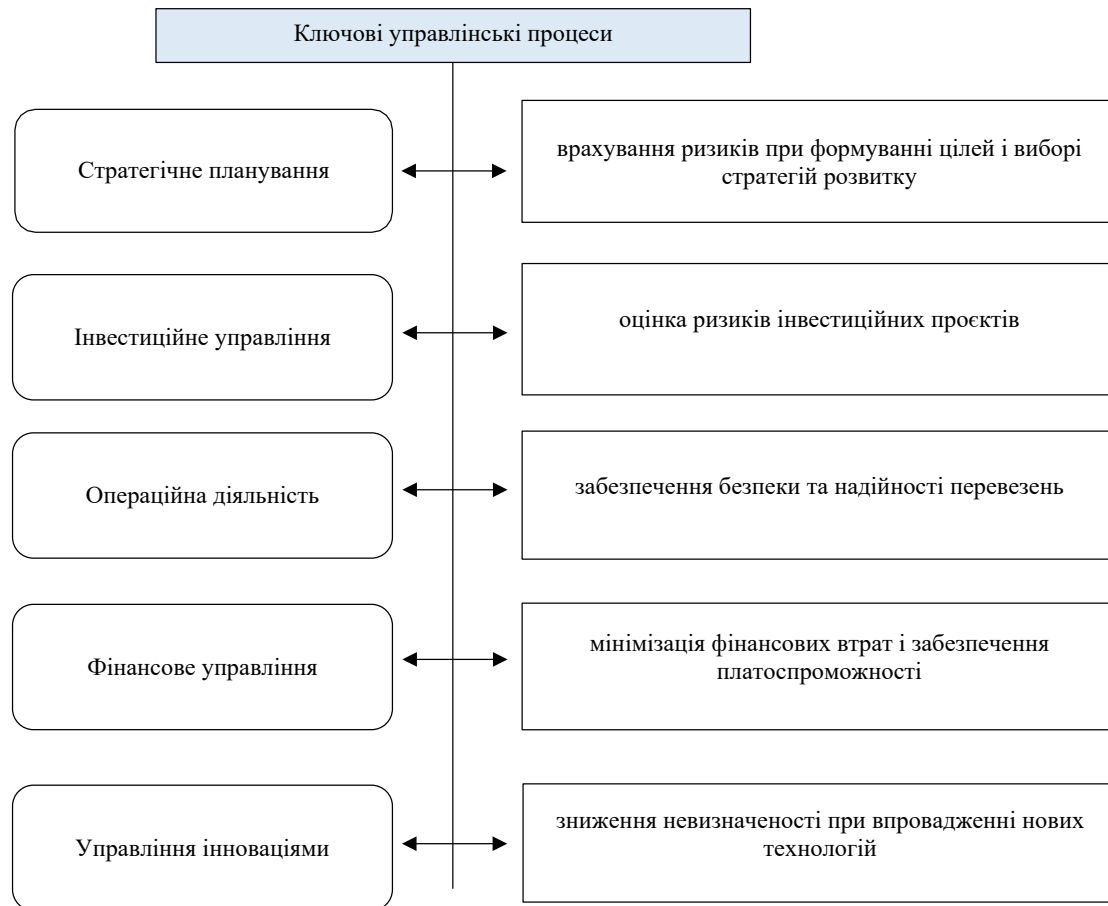 Ключові управлінські процеси
Стратегічне планування
врахування ризиків при формуванні цілей і виборі
стратегій розвитку
Інвестиційне управління
оцінка ризиків інвестиційних проєктів
Операційна діяльність
забезпечення безпеки та надійності перевезень
Фінансове управління
мінімізація фінансових втрат і забезпечення
платоспроможності
Управління інноваціями
зниження невизначеності при впровадженні нових
технологій